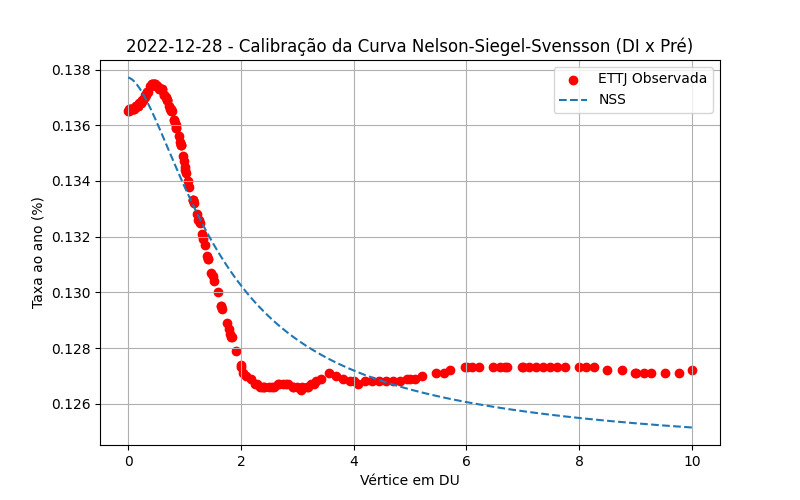 2022-12-28 - Calibração da Curva Nelson-Siegel-Svensson (DI x Pré)
ETTJ Observada
NSS
Taxa ao ano (%)
0.138
0.136
0.134
0.132
0.130
0.128
0.126
0
2
4
6
8
10
Vértice em DU